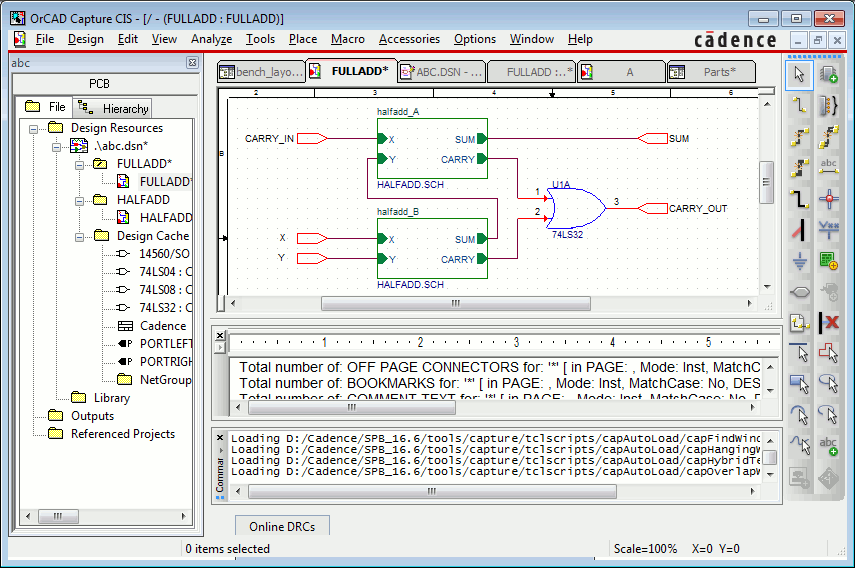 OrCAD Capture CIS - [/ - (FULLADD : FULLADD)]
File Design Edit View Analyze Tools Place Macro Accessories Options Window Help
cādence
abc
PCB
File Hierarchy
Design Resources
.\abc.dsn*
FULLADD*
FULLADD*
HALFADD
HALFADD
Design Cache
14560/SO
74LS04 : C
74LS08 : C
74LS32 : C
Cadence
PORTLEFT
PORTRIGH
NetGroup
Library
Outputs
Referenced Projects
bench_layo... FULLADD* ABC.DSN - ... FULLADD :..* A Parts*
2 3 4 5 6
B
halfadd_A
CARRY_IN X SUM SUM
Y CARRY
HALFADD.SCH
U1A
1
2
3
CARRY_OUT
74LS32
halfadd_B
X X SUM
Y Y CARRY
HALFADD.SCH
1 2 3 4 5
Total number of: OFF PAGE CONNECTORS for: '*' [ in PAGE: , Mode: Inst, MatchC
Total number of: BOOKMARKS for: '*' [ in PAGE: , Mode: Inst, MatchCase: No, DES
Total number of: COMMENT TEXT for: '*' [ in PAGE: , Mode: Inst, MatchCase: No, D
Comman
Loading D:/Cadence/SPB_16.6/tools/capture/tclscripts/capAutoLoad/capFindWind
Loading D:/Cadence/SPB_16.6/tools/capture/tclscripts/capAutoLoad/capHangingW
Loading D:/Cadence/SPB_16.6/tools/capture/tclscripts/capAutoLoad/capHybridTe
Loading D:/Cadence/SPB_16.6/tools/capture/tclscripts/capAutoLoad/capOverlapW
Online DRCs
0 items selected
Scale=100% X=0 Y=0
abc
abc